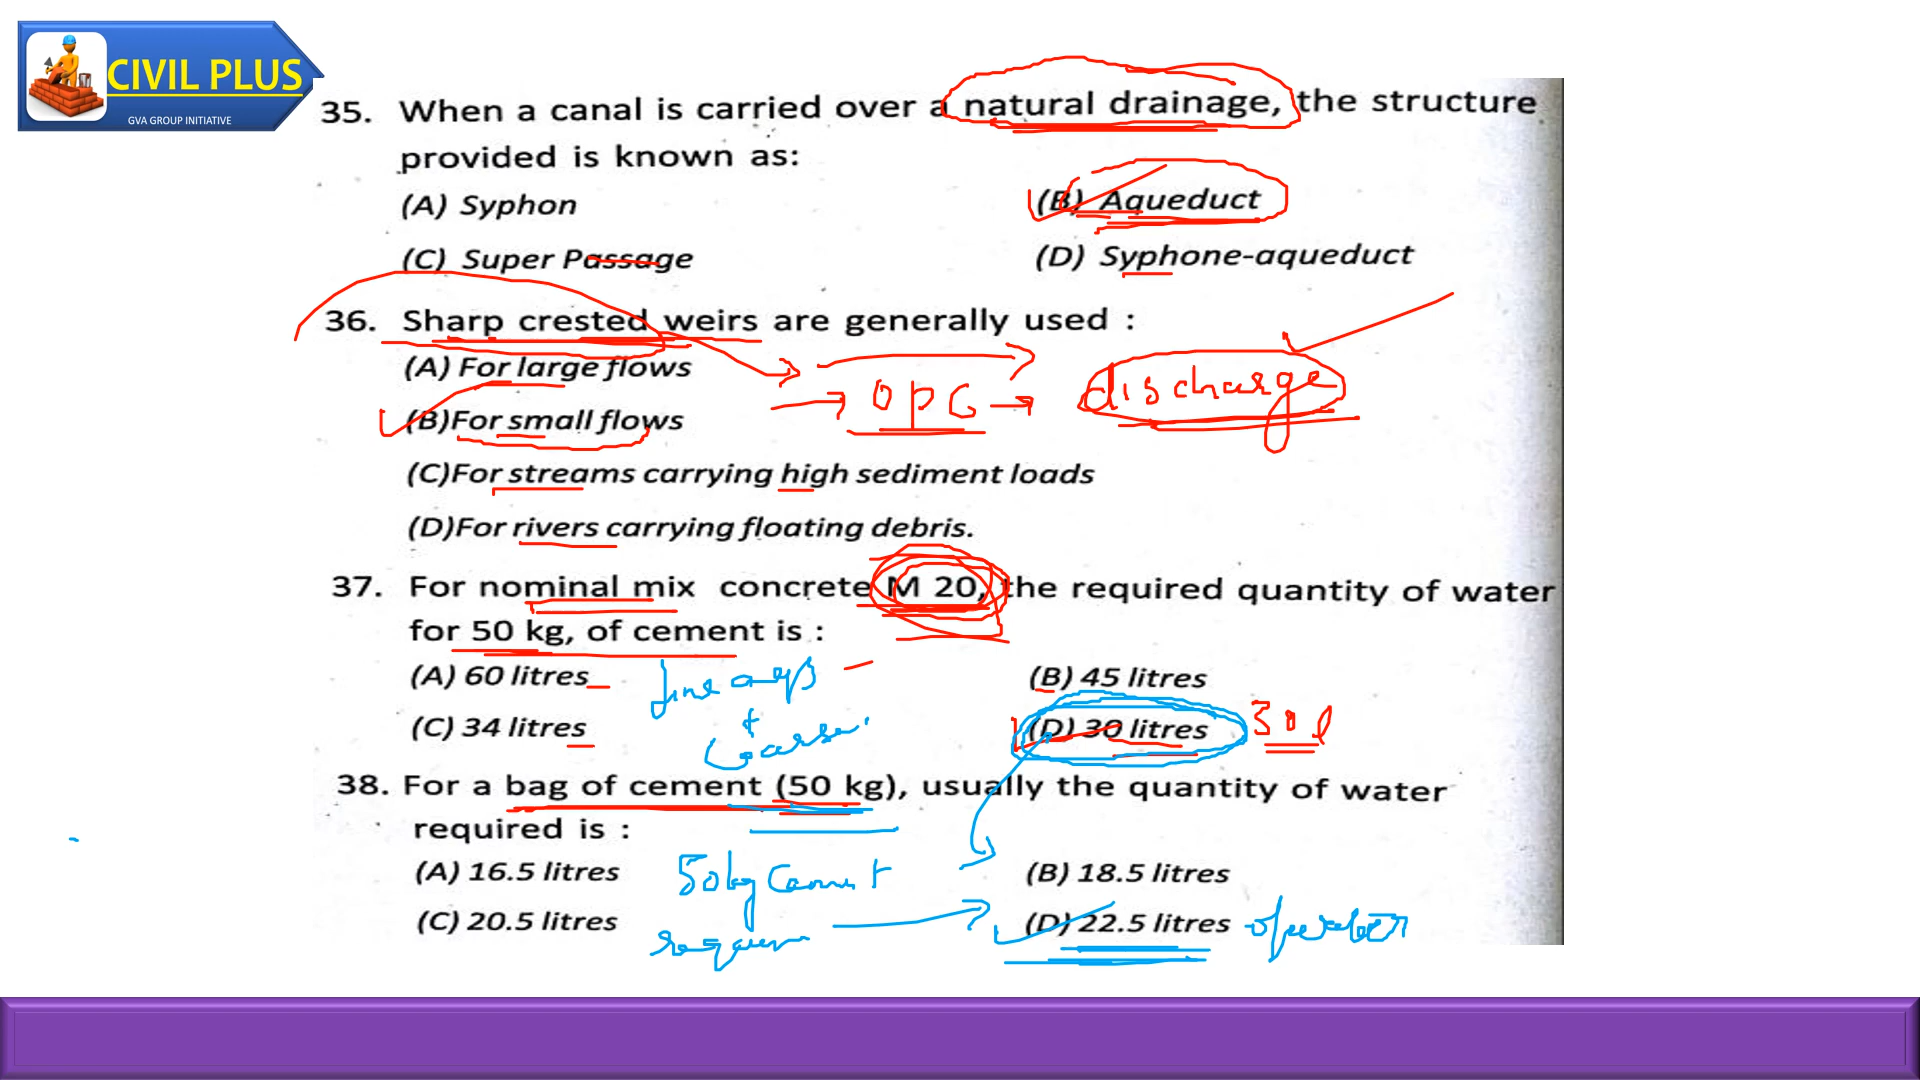 CIVIL PLUS
GVA GROUP INITIATIVE
35. When a canal is carried over a natural drainage, the structure
provided is known as:
(A) Syphon
(B) Aqueduct
(C) Super Passage
(D) Syphone-aqueduct
36. Sharp crested weirs are generally used :
(A) For large flows
(B)For small flows
OPC discharge
(C)For streams carrying high sediment loads
(D)For rivers carrying floating debris.
37. For nominal mix concrete M 20, the required quantity of water
for 50 kg, of cement is :
(A) 60 litres
(B) 45 litres
(C) 34 litres
(D) 30 litres 30l
38. For a bag of cement (50 kg), usually the quantity of water
required is :
(A) 16.5 litres
(B) 18.5 litres
50kg
(C) 20.5 litres
(D) 22.5 litres